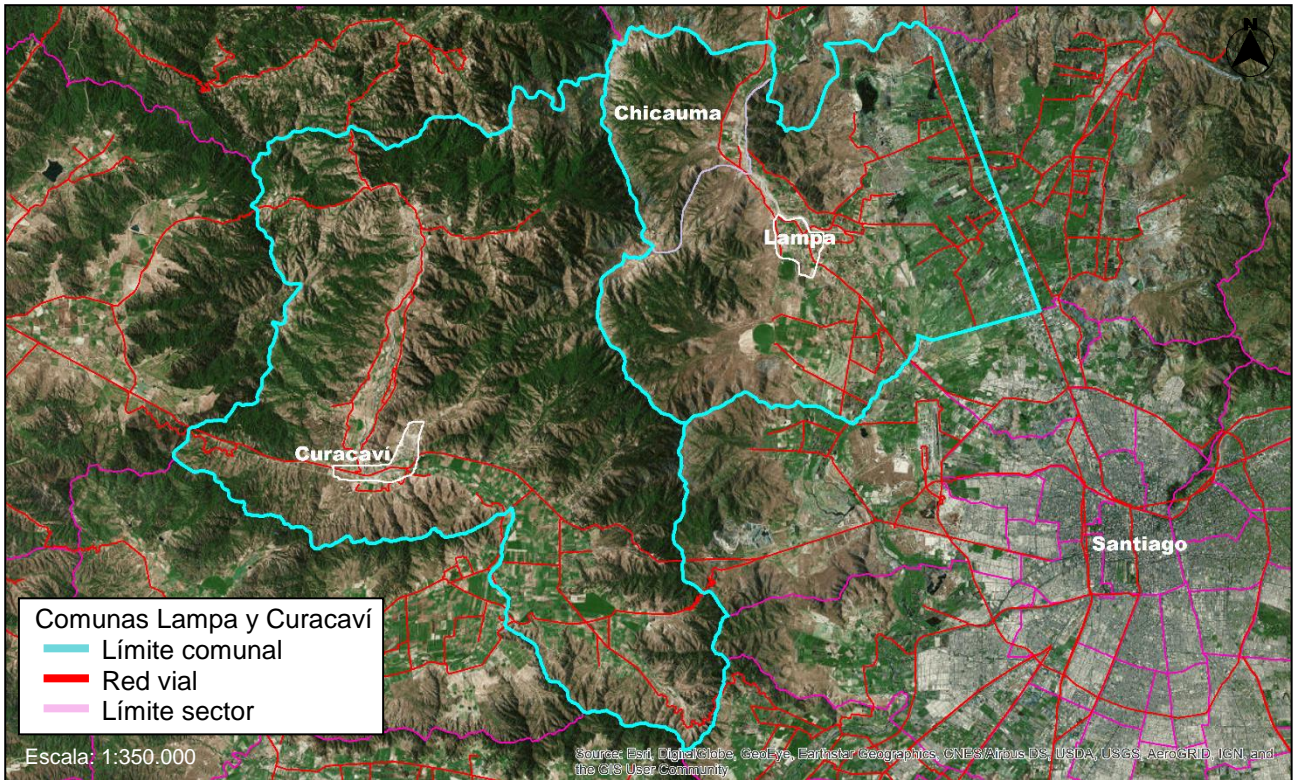 N
Chicauma
Lampa
Curacaví
Santiago
Comunas Lampa y Curacaví
Límite comunal
Red vial
Límite sector
Escala: 1:350.000
Source: Esri, DigitalGlobe, GeoEye, Earthstar Geographics, CNES/Airbus DS, USDA, USGS, AeroGRID, IGN, and
the GIS User Community